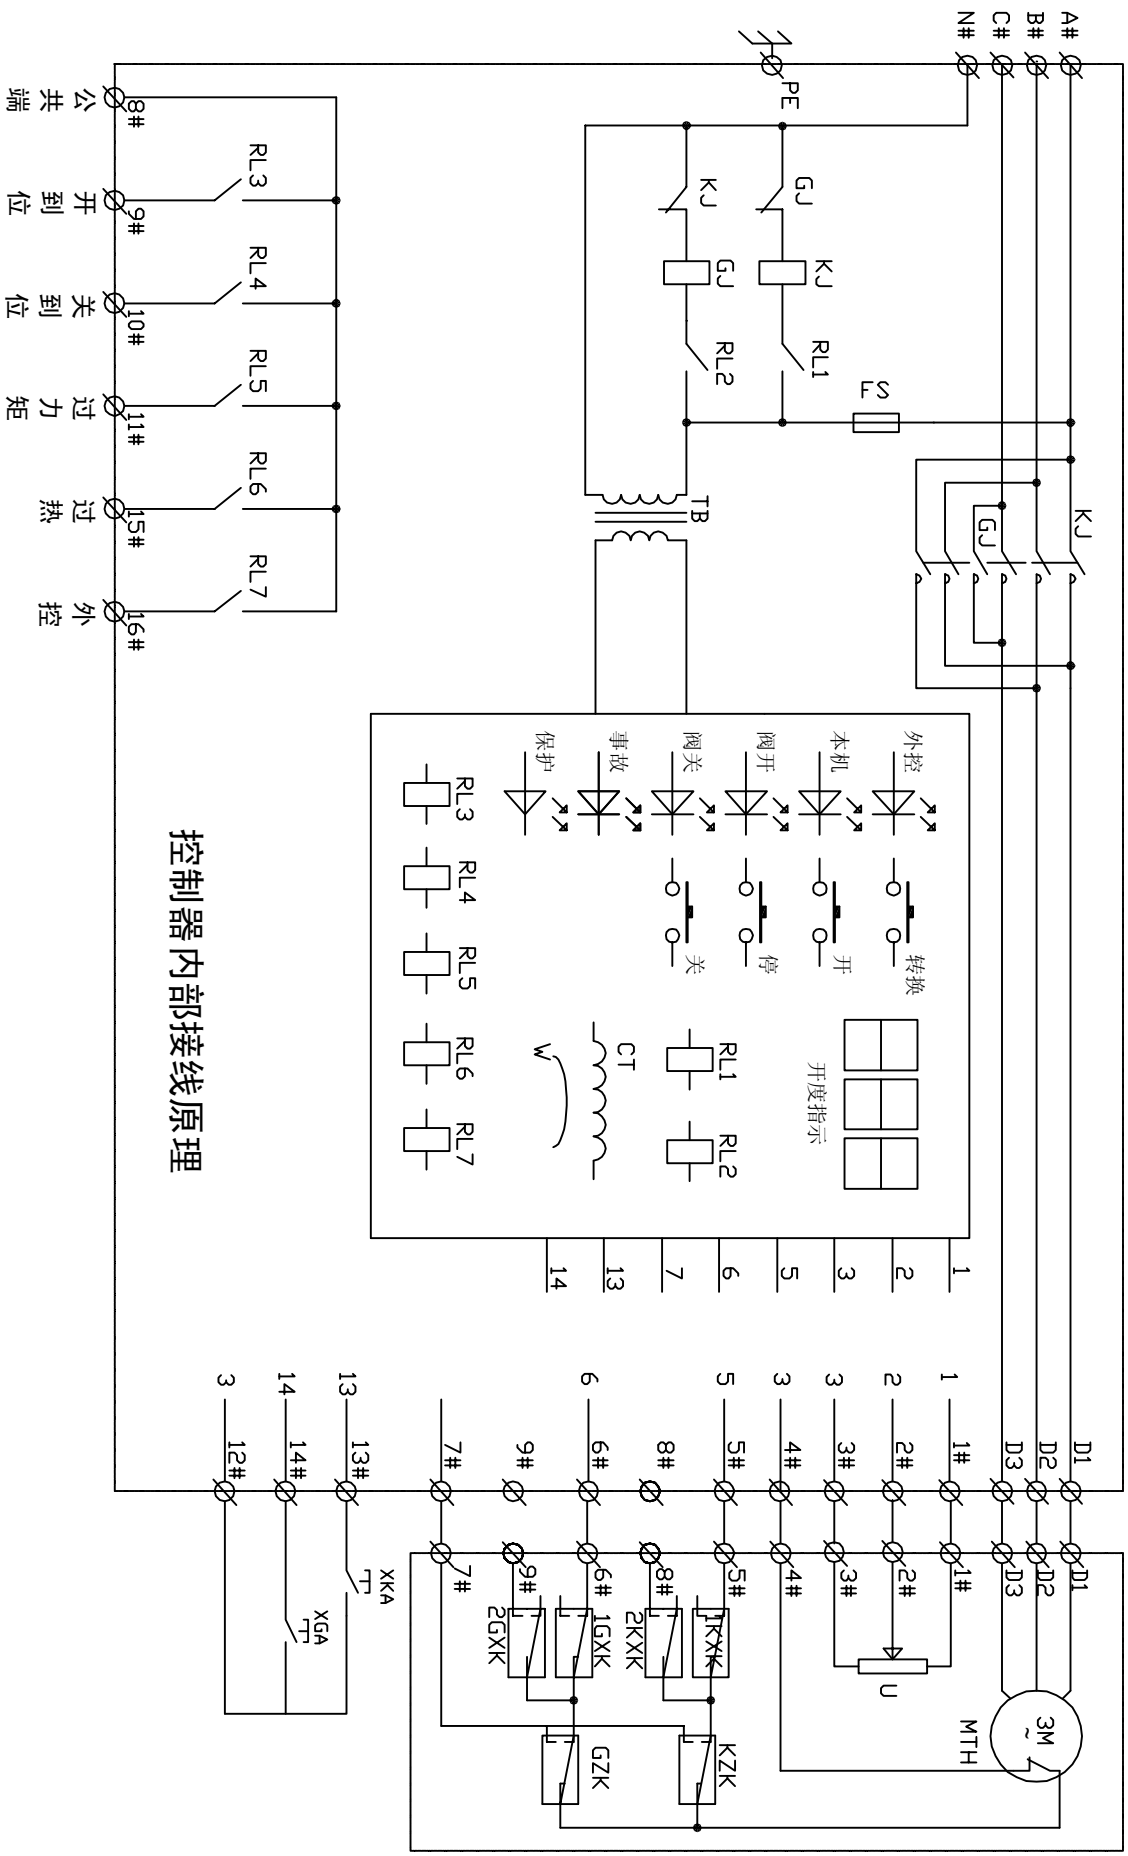 A#
B#
C#
N#
PE
GJ
KJ
KJ
GJ
RL1
RL2
FS
TB
KJ
GJ
8#
9#
10#
11#
15#
16#
RL3
RL4
RL5
RL6
RL7
公共端
开到位
关到位
过力矩
过热
外控
外控
本机
阀开
阀关
事故
保护
转换
开
停
关
开度指示
RL1
RL2
CT
W
RL3
RL4
RL5
RL6
RL7
1
2
3
5
6
7
13
14
控制器内部接线原理
1
2
3
3
5
6
13
14
3
D1
D2
D3
1#
2#
3#
4#
5#
8#
6#
9#
7#
13#
14#
12#
D1
D2
D3
1#
2#
3#
4#
5#
8#
6#
9#
7#
XKA
XGA
1KXK
2KXK
1GXK
2GXK
U
3M
~
MTH
KZK
GZK